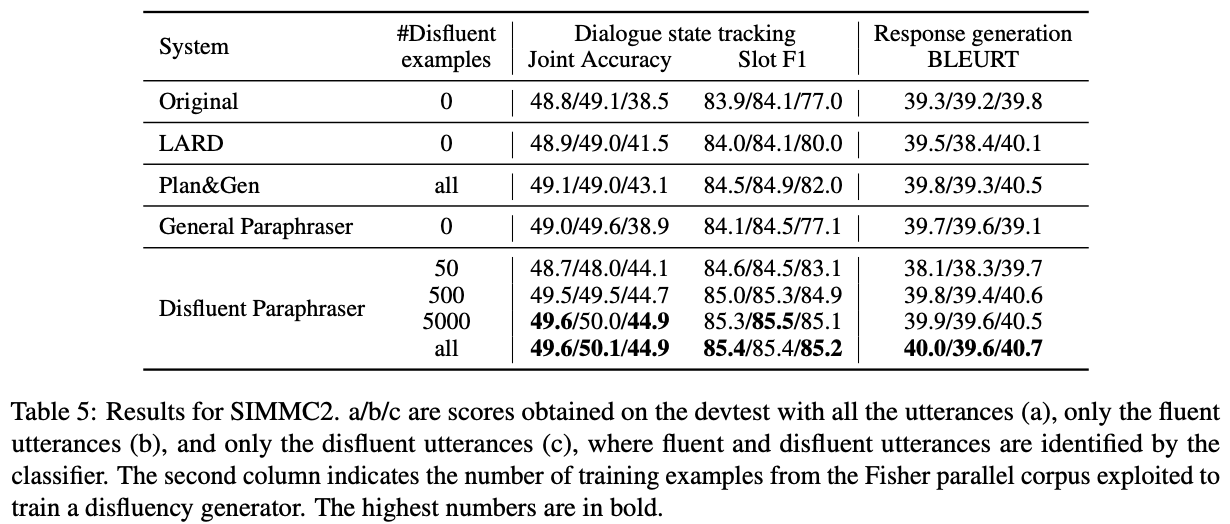 System #Disfluent examples Dialogue state tracking Joint Accuracy Slot F1 Response generation BLEURT
Original 0 48.8/49.1/38.5 83.9/84.1/77.0 39.3/39.2/39.8
LARD 0 48.9/49.0/41.5 84.0/84.1/80.0 39.5/38.4/40.1
Plan&Gen all 49.1/49.0/43.1 84.5/84.9/82.0 39.8/39.3/40.5
General Paraphraser 0 49.0/49.6/38.9 84.1/84.5/77.1 39.7/39.6/39.1
Disfluent Paraphraser
50 48.7/48.0/44.1 84.6/84.5/83.1 38.1/38.3/39.7
500 49.5/49.5/44.7 85.0/85.3/84.9 39.8/39.4/40.6
5000 49.6/50.0/44.9 85.3/85.5/85.1 39.9/39.6/40.5
all 49.6/50.1/44.9 85.4/85.4/85.2 40.0/39.6/40.7
Table 5: Results for SIMMC2. a/b/c are scores obtained on the devtest with all the utterances (a), only the fluent
utterances (b), and only the disfluent utterances (c), where fluent and disfluent utterances are identified by the
classifier. The second column indicates the number of training examples from the Fisher parallel corpus exploited to
train a disfluency generator. The highest numbers are in bold.